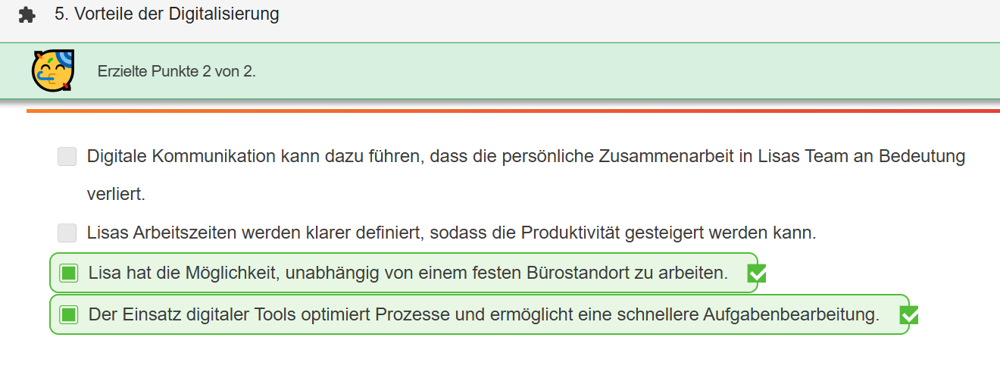 5. Vorteile der Digitalisierung
Erzielte Punkte 2 von 2.
Digitale Kommunikation kann dazu führen, dass die persönliche Zusammenarbeit in Lisas Team an Bedeutung
verliert.
Lisas Arbeitszeiten werden klarer definiert, sodass die Produktivität gesteigert werden kann.
Lisa hat die Möglichkeit, unabhängig von einem festen Bürostandort zu arbeiten.
Der Einsatz digitaler Tools optimiert Prozesse und ermöglicht eine schnellere Aufgabenbearbeitung.